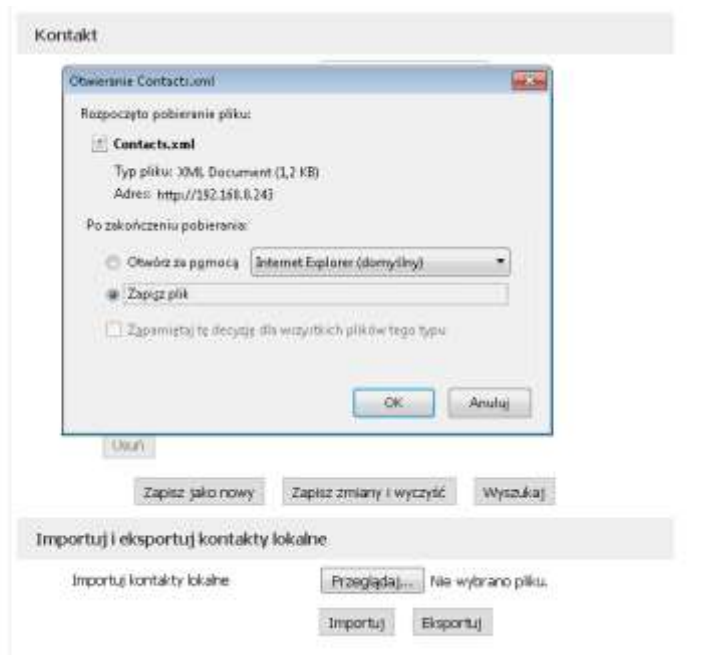 Kontakt
Otwieranie Contacts.xml
Rozpoczęto pobieranie pliku:
Contacts.xml
Typ pliku: XML Document (1,2 KB)
Adres: http://192.168.8.243
Po zakończeniu pobierania:
Otwórz za pomocą Internet Explorer (domyślny)
Zapisz plik
Zapamiętaj tę decyzję dla wszystkich plików tego typu
OK Anuluj
Usuń
Zapisz jako nowy Zapisz zmiany i wyczyść Wyszukaj
Importuj i eksportuj kontakty lokalne
Importuj kontakty lokalne Przeglądaj... Nie wybrano pliku.
Importuj Eksportuj